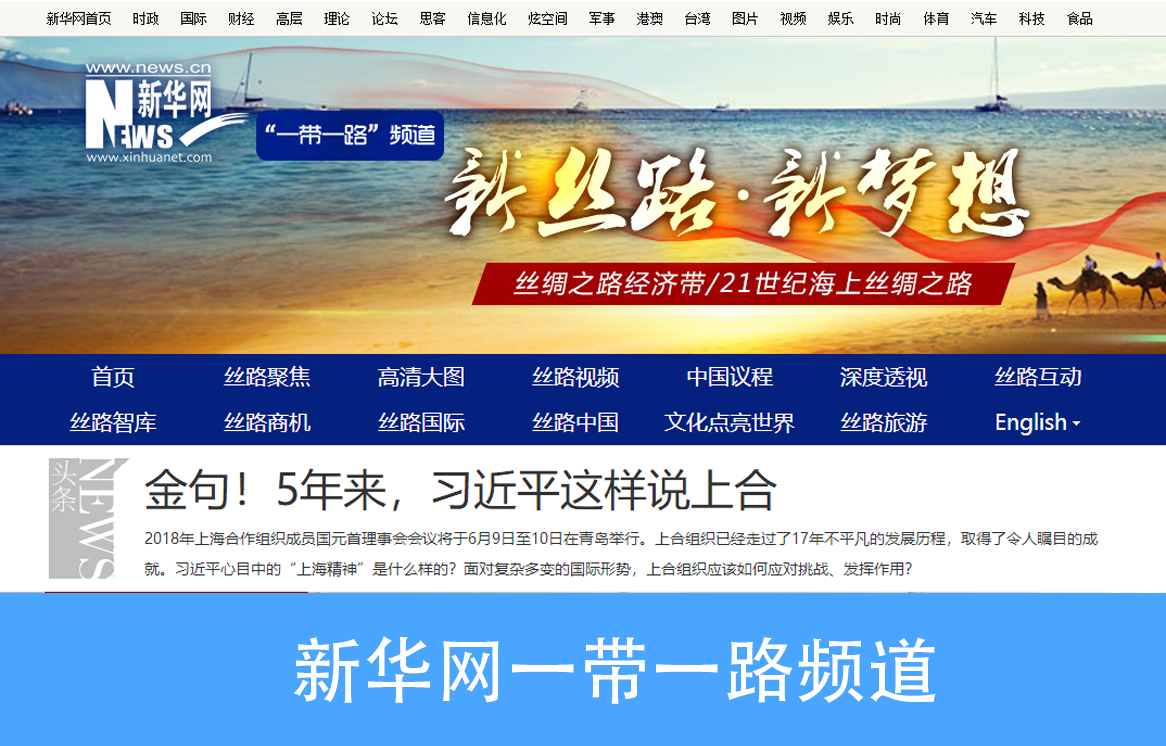 新华网首页 时政 国际 财经 高层 理论 论坛 思客 信息化 炫空间 军事 港澳 台湾 图片 视频 娱乐 时尚 体育 汽车 科技 食品
www.news.cn
新华网
NEWS
www.xinhuanet.com
“一带一路”频道
新丝路·新梦想
丝绸之路经济带/21世纪海上丝绸之路
首页 丝路聚焦 高清大图 丝路视频 中国议程 深度透视 丝路互动
丝路智库 丝路商机 丝路国际 丝路中国 文化点亮世界 丝路旅游 English
头条 NEWS
金句！5年来，习近平这样说上合
2018年上海合作组织成员国元首理事会会议将于6月9日至10日在青岛举行。上合组织已经走过了17年不平凡的发展历程，取得了令人瞩目的成
就。习近平心目中的“上海精神”是什么样的？面对复杂多变的国际形势，上合组织应该如何应对挑战、发挥作用？
新华网一带一路频道